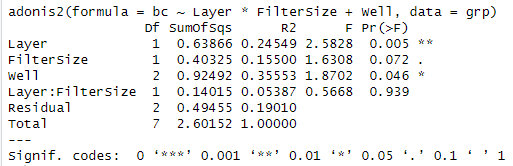 adonis2(formula = bc ~ Layer * FilterSize + Well, data = grp)
Df SumOfSqs R2 F Pr(>F)
Layer 1 0.63866 0.24549 2.5828 0.005 **
FilterSize 1 0.40325 0.15500 1.6308 0.072 .
Well 2 0.92492 0.35553 1.8702 0.046 *
Layer:FilterSize 1 0.14015 0.05387 0.5668 0.939
Residual 2 0.49455 0.19010
Total 7 2.60152 1.00000
---
Signif. codes: 0 ‘***’ 0.001 ‘**’ 0.01 ‘*’ 0.05 ‘.’ 0.1 ‘ ’ 1